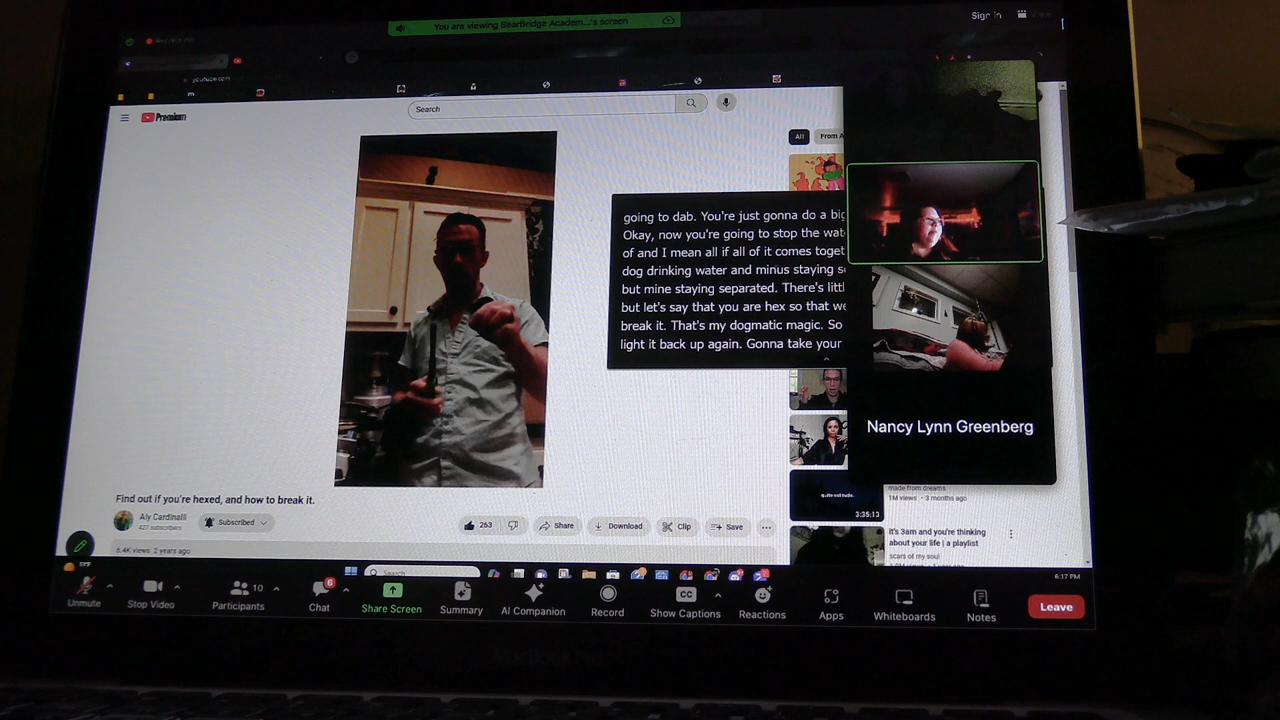 You are viewing BearBridge Academ...'s screen
Sign in
View
youtube.com
Premium
Search
All
From A
going to dab. You're just gonna do a big
Okay, now you're going to stop the wat
of and I mean all if all of it comes toget
dog drinking water and minus staying s
but mine staying separated. There's littl
but let's say that you are hex so that we
break it. That's my dogmatic magic. So
light it back up again. Gonna take your
Nancy Lynn Greenberg
Find out if you're hexed, and how to break it.
Aly Cardinalli
427 subscribers
Subscribed
263
Share
Download
Clip
Save
6.4K views 2 years ago
made from dreams
1M views • 3 months ago
quite not rude.
3:35:13
it's 3am and you're thinking
about your life | a playlist
scars of my soul
Search
6:17 PM
Unmute
Stop Video
Participants
10
Chat
6
Share Screen
Summary
AI Companion
Record
CC
Show Captions
Reactions
Apps
Whiteboards
Notes
Leave